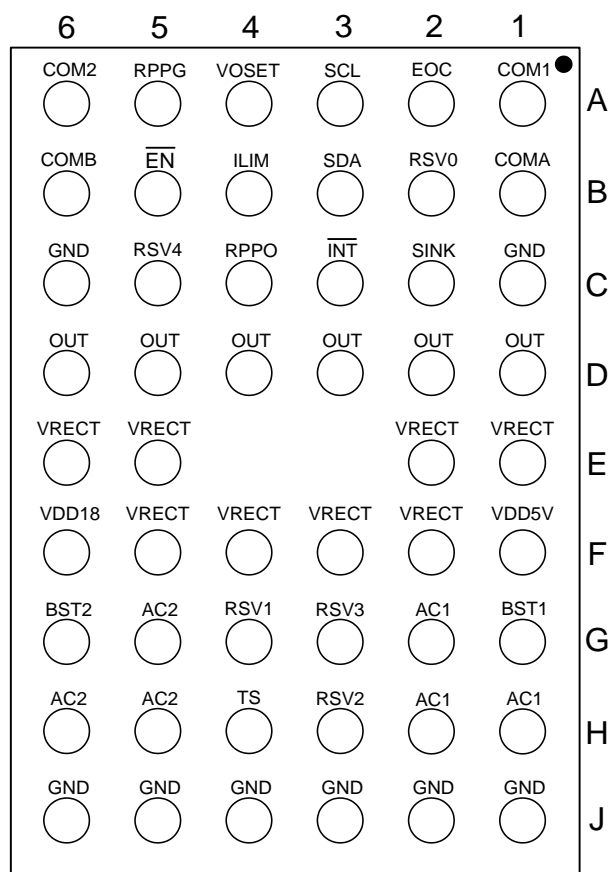 6 5 4 3 2 1
COM2 RPPG VOSET SCL EOC COM1
A
COMB EN ILIM SDA RSV0 COMA
B
GND RSV4 RPPO INT SINK GND
C
OUT OUT OUT OUT OUT OUT
D
VRECT VRECT VRECT VRECT
E
VDD18 VRECT VRECT VRECT VRECT VDD5V
F
BST2 AC2 RSV1 RSV3 AC1 BST1
G
AC2 AC2 TS RSV2 AC1 AC1
H
GND GND GND GND GND GND
J